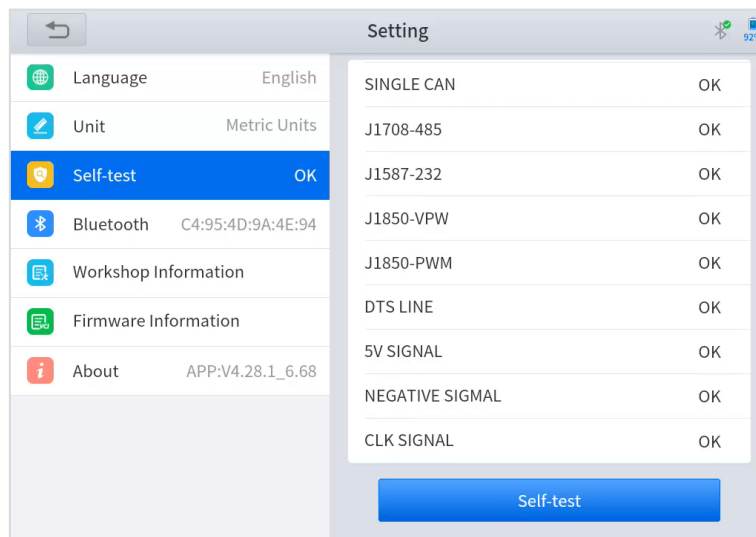 Setting
92%
Language English
Unit Metric Units
Self-test OK
Bluetooth C4:95:4D:9A:4E:94
Workshop Information
Firmware Information
About APP:V4.28.1_6.68
SINGLE CAN OK
J1708-485 OK
J1587-232 OK
J1850-VPW OK
J1850-PWM OK
DTS LINE OK
5V SIGNAL OK
NEGATIVE SIGMAL OK
CLK SIGNAL OK
Self-test